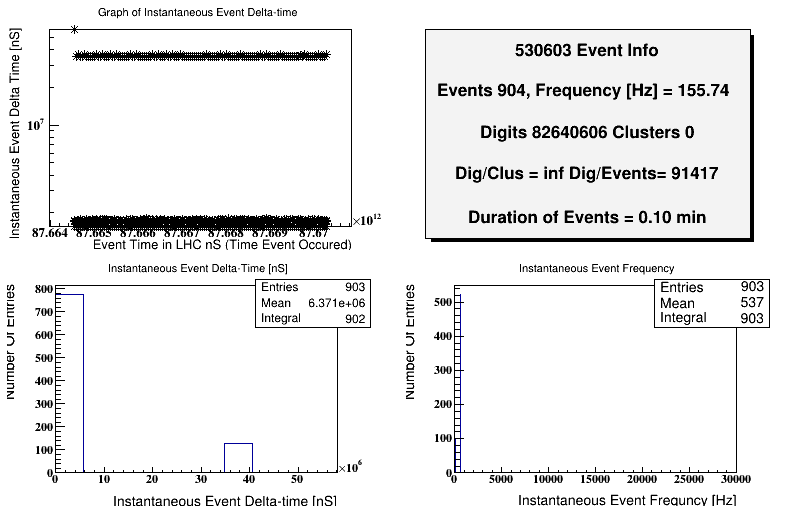 Graph of Instantaneous Event Delta-time
Instantaneous Event Delta Time [nS]
10^7
87.664 87.665 87.666 87.667 87.668 87.669 87.67
×10^12
Event Time in LHC nS (Time Event Occured)
530603 Event Info
Events 904, Frequency [Hz] = 155.74
Digits 82640606 Clusters 0
Dig/Clus = inf Dig/Events= 91417
Duration of Events = 0.10 min
Instantaneous Event Delta-Time [nS]
Entries 903
Mean 6.371e+06
Integral 902
Number Of Entries
800
700
600
500
400
300
200
100
0
0 10 20 30 40 50
×10^6
Instantaneous Event Delta-time [nS]
Instantaneous Event Frequency
Entries 903
Mean 537
Integral 903
Number Of Entries
500
400
300
200
100
0
0 5000 10000 15000 20000 25000 30000
Instantaneous Event Frequncy [Hz]